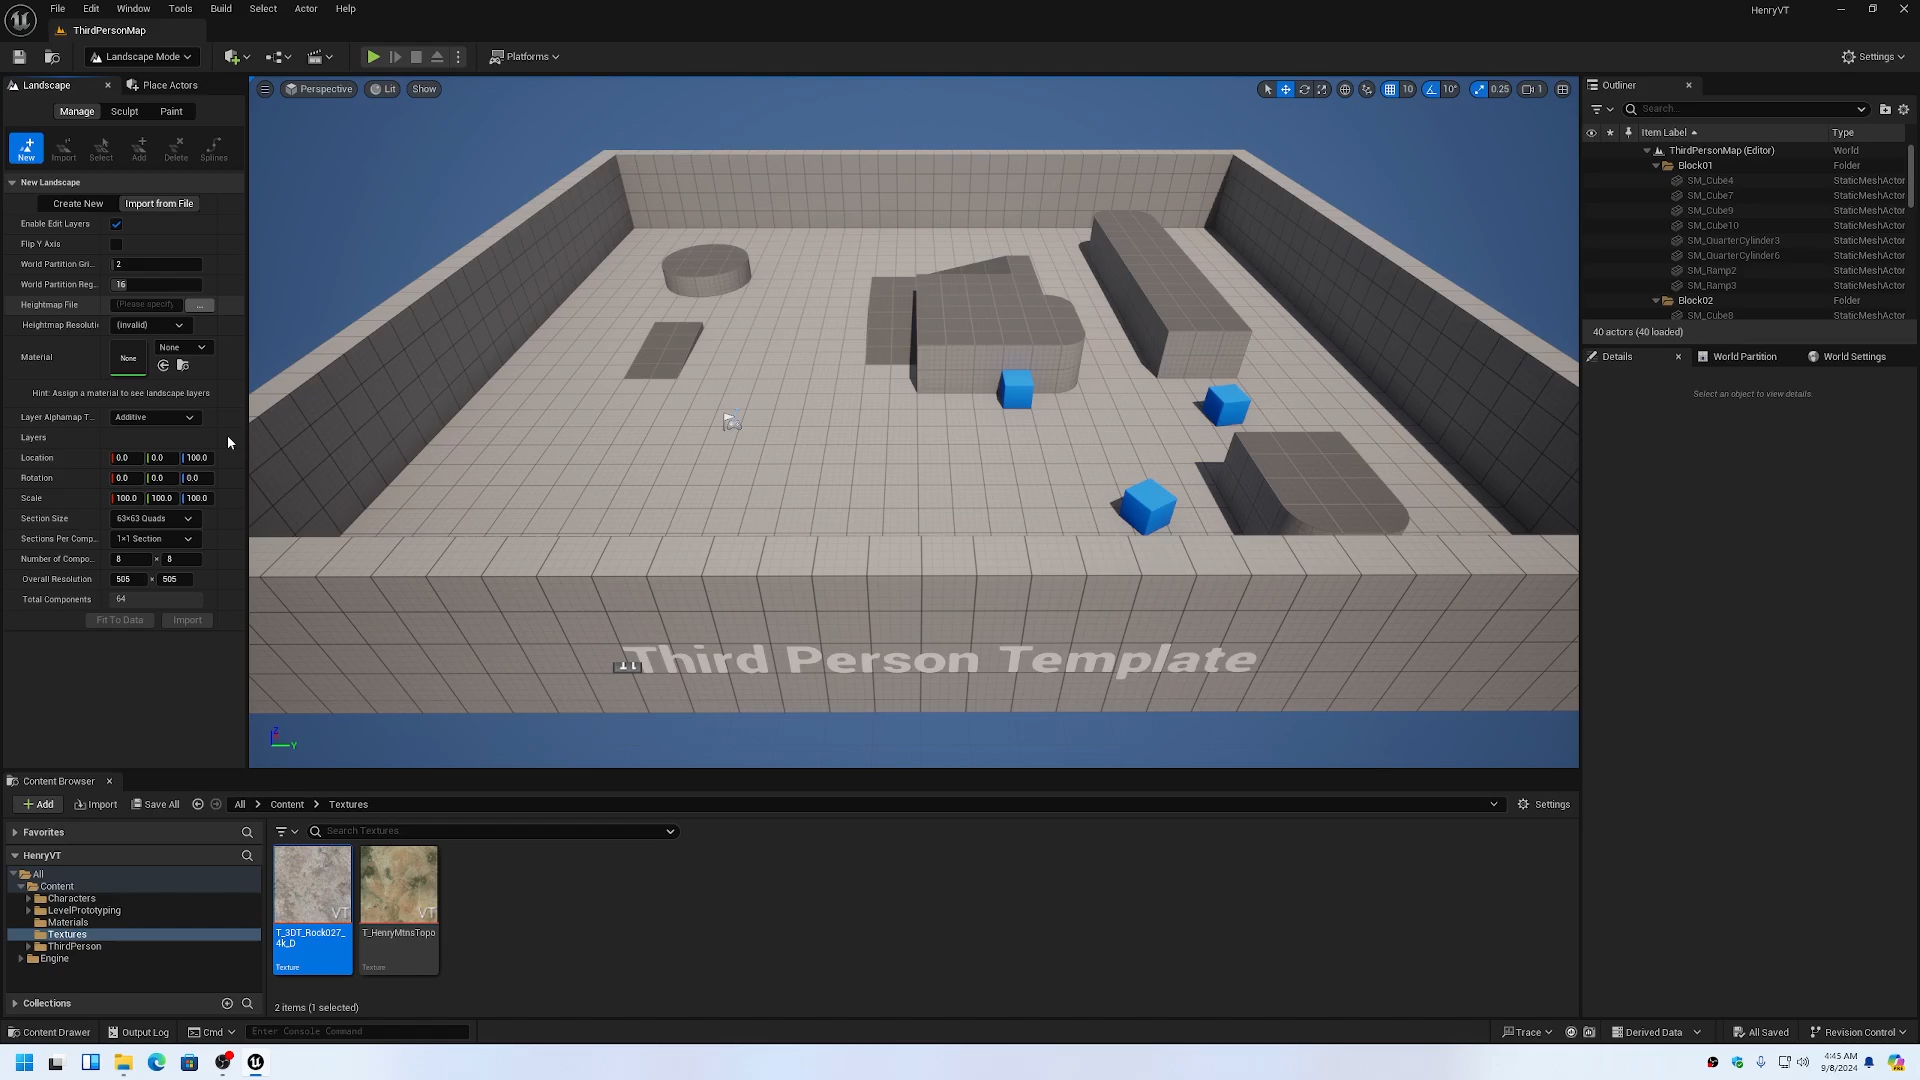 File Edit Window Tools Build Select Actor Help
HenryVT
ThirdPersonMap
Landscape Mode
Platforms
Settings
Landscape
Place Actors
Perspective
Lit
Show
10
10°
0.25
1
Manage
Sculpt
Paint
New
Import
Select
Add
Delete
Splines
New Landscape
Create New
Import from File
Enable Edit Layers
Flip Y Axis
World Partition Gri... 2
World Partition Reg... 16
Heightmap File (Please specify ...
Heightmap Resoluti (invalid)
Material None None
Hint: Assign a material to see landscape layers
Layer Alphamap T... Additive
Layers
Location 0.0 0.0 100.0
Rotation 0.0 0.0 0.0
Scale 100.0 100.0 100.0
Section Size 63×63 Quads
Sections Per Comp... 1×1 Section
Number of Compo... 8 × 8
Overall Resolution 505 × 505
Total Components 64
Fit To Data
Import
Third Person Template
Z
Y
Outliner
Search...
Item Label
Type
ThirdPersonMap (Editor) World
Block01 Folder
SM_Cube4 StaticMeshActor
SM_Cube7 StaticMeshActor
SM_Cube9 StaticMeshActor
SM_Cube10 StaticMeshActor
SM_QuarterCylinder3 StaticMeshActor
SM_QuarterCylinder6 StaticMeshActor
SM_Ramp2 StaticMeshActor
SM_Ramp3 StaticMeshActor
Block02 Folder
SM_Cube8 StaticMeshActor
40 actors (40 loaded)
Details
World Partition
World Settings
Select an object to view details.
Content Browser
Add
Import
Save All
All > Content > Textures
Settings
Favorites
HenryVT
All
Content
Characters
LevelPrototyping
Materials
Textures
ThirdPerson
Engine
Collections
Search Textures
VT
VT
T_3DT_Rock027_
4k_D
Texture
T_HenryMtnsTopo
Texture
2 items (1 selected)
Content Drawer
Output Log
Cmd
Enter Console Command
Trace
Derived Data
All Saved
Revision Control
4:45 AM
9/8/2024